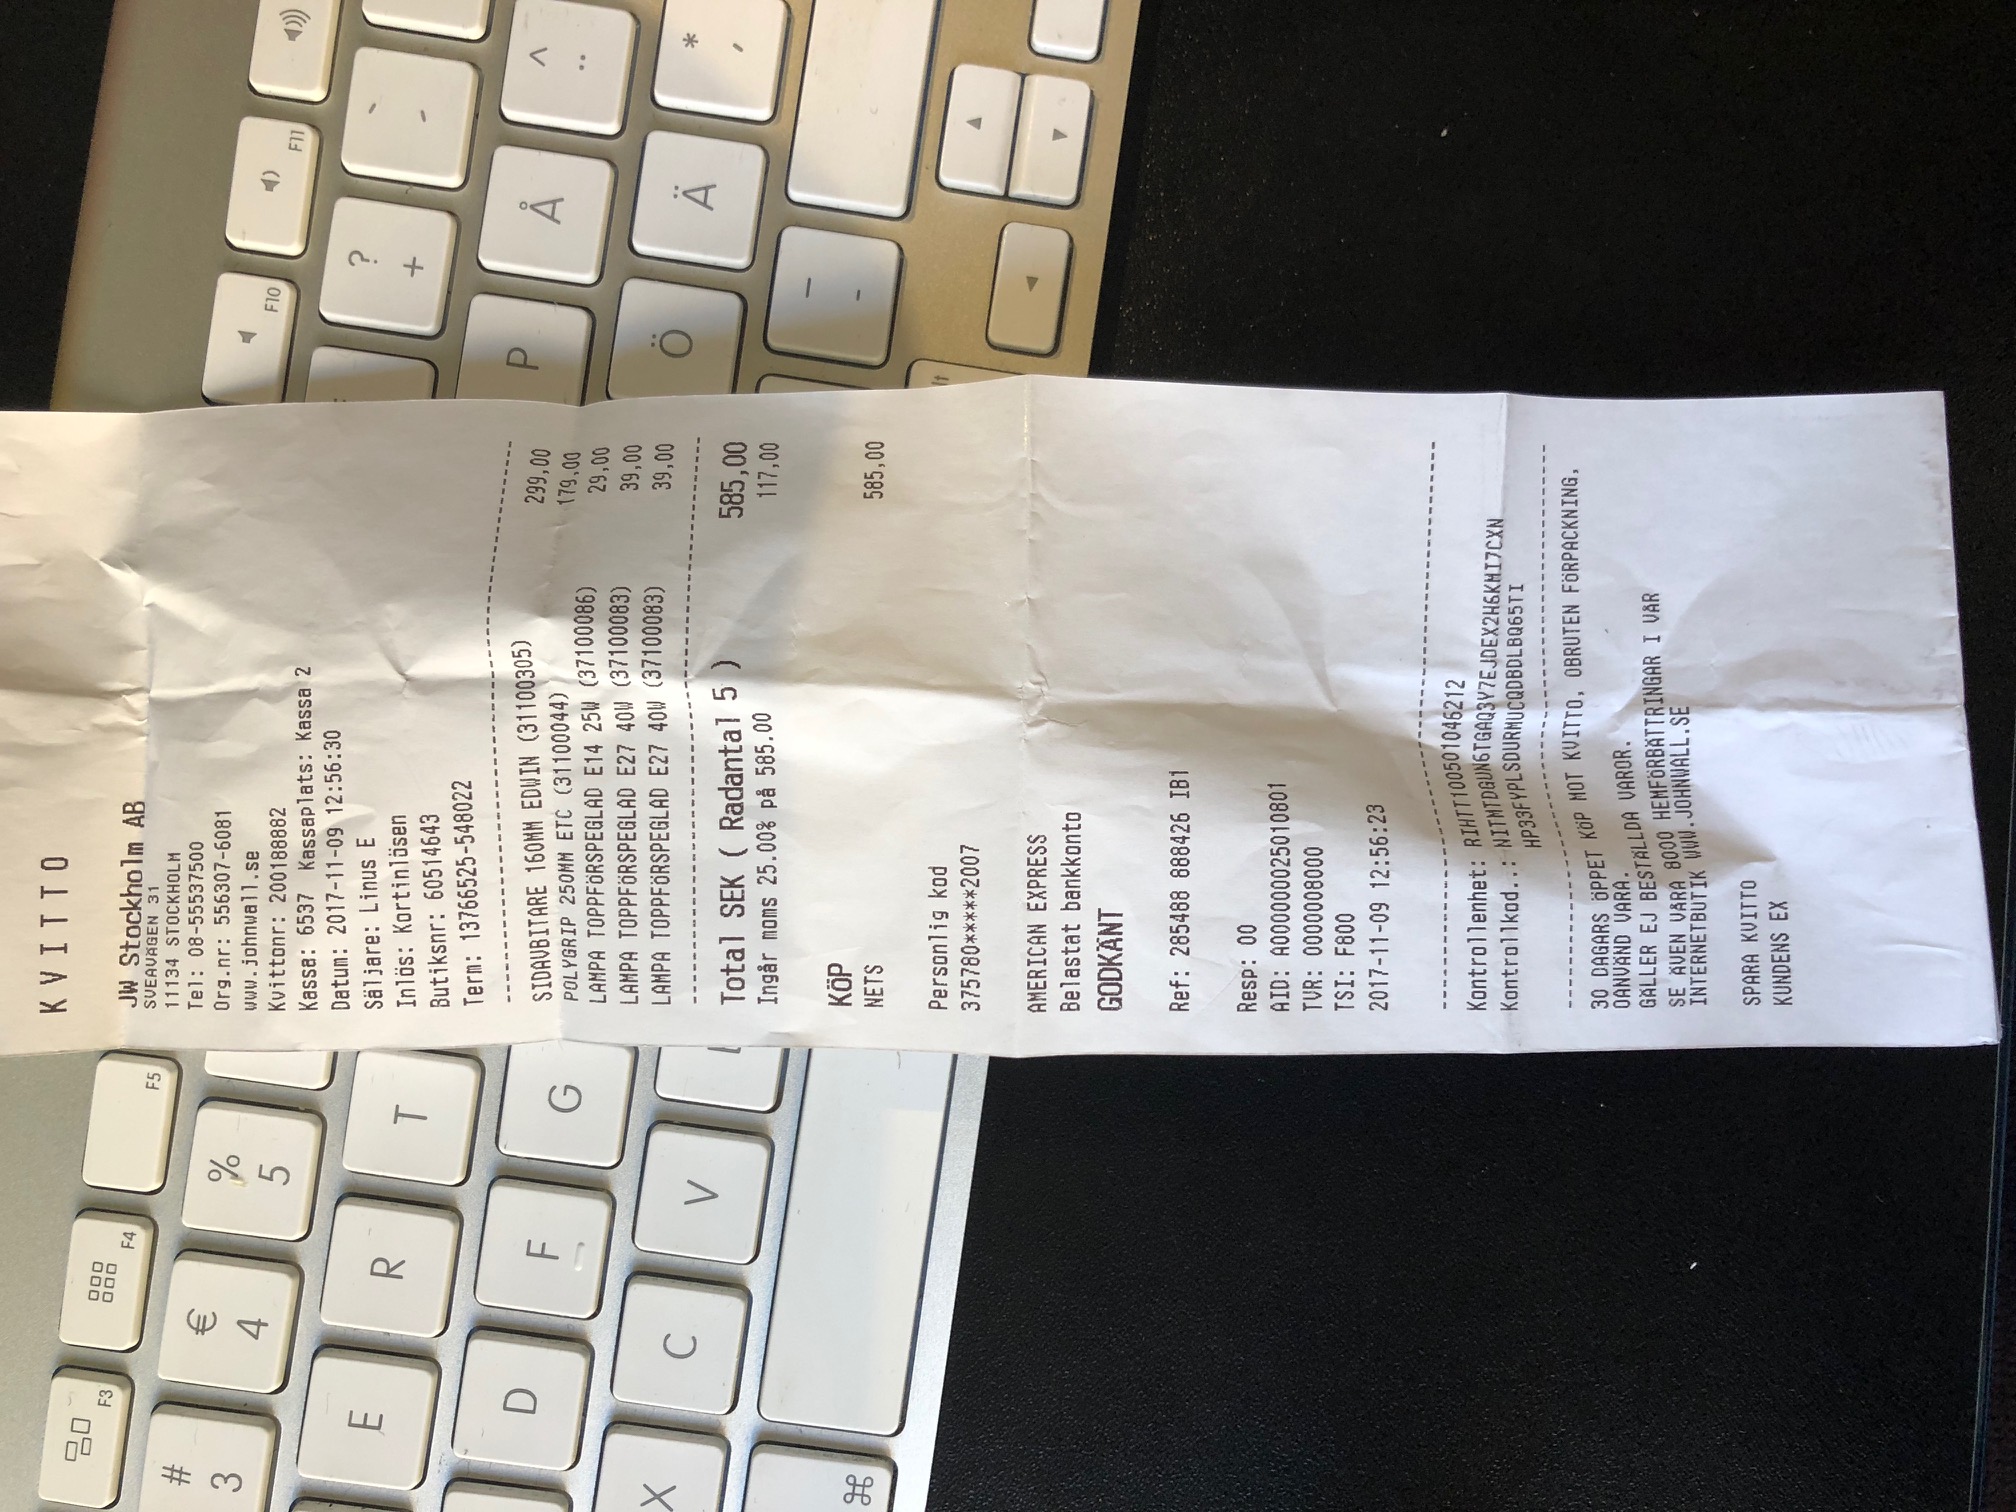 KVITTO
JW Stockholm AB
SVEAVÄGEN 31
11134 STOCKHOLM
Tel: 08-55537500
Org.nr: 556307-6081
www.johnwall.se
Kvittonr: 200188882
Kassa: 6537 Kassaplats: Kassa 2
Datum: 2017-11-09 12:56:30
Säljare: Linus E
Inlös: Kortinlösen
Butiksnr: 60514643
Term: 13766525-548022
SIDAVBITARE 160MM EDWIN (31100305) 299,00
POLYGRIP 250MM ETC (31100044) 179,00
LAMPA TOPPFÖRSPEGLAD E14 25W (37100086) 29,00
LAMPA TOPPFÖRSPEGLAD E27 40W (37100083) 39,00
LAMPA TOPPFÖRSPEGLAD E27 40W (37100083) 39,00
Total SEK ( Radantal 5 ) 585,00
Ingår moms 25.00% på 585.00 117,00
KÖP
NETS 585,00
Personlig kod
375780*****2007
AMERICAN EXPRESS
Belastat bankkonto
GODKÄNT
Ref: 285488 888426 IB1
Resp: 00
AID: A000000025010801
TVR: 0000008000
TSI: F800
2017-11-09 12:56:23
Kontrollenhet: RIHTT100501046212
Kontrollkod..: NITMTDGUN6TGAQ3Y7EJDEX2H6KMI7CXN
HP33FYPLSDURMUCQDBDLBQ65TI
30 DAGARS ÖPPET KÖP MOT KVITTO, OBRUTEN FÖRPACKNING,
OANVÄND VARA.
GÄLLER EJ BESTÄLLDA VAROR.
SE ÄVEN VÅRA 8000 HEMFÖRBÄTTRINGAR I VÅR
INTERNETBUTIK WWW.JOHNWALL.SE
SPARA KVITTO
KUNDENS EX
F3 F4 F5
# 3 € 4 % 5
E R T
D F G
X C V
⌘
F10 F11
? +
P Å ^ ¨
Ö Ä * '
_ -